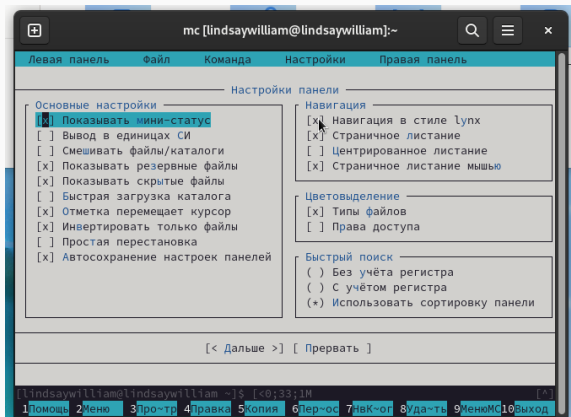 mc [lindsaywilliam@lindsaywilliam]:~
Левая панель Файл Команда Настройки Правая панель
Настройки панели
Основные настройки
[x] Показывать мини-статус
[ ] Вывод в единицах СИ
[ ] Смешивать файлы/каталоги
[x] Показывать резервные файлы
[x] Показывать скрытые файлы
[ ] Быстрая загрузка каталога
[x] Отметка перемещает курсор
[x] Инвертировать только файлы
[ ] Простая перестановка
[x] Автосохранение настроек панелей
Навигация
[x] Навигация в стиле lynx
[x] Страничное листание
[ ] Центрированное листание
[x] Страничное листание мышью
Цветовыделение
[x] Типы файлов
[ ] Права доступа
Быстрый поиск
( ) Без учёта регистра
( ) С учётом регистра
(*) Использовать сортировку панели
[< Дальше >] [ Прервать ]
[lindsaywilliam@lindsaywilliam ~]$ [<0;33;1M [^]
1Помощь 2Меню 3Про~тр 4Правка 5Копия 6Пер~ос 7НвК~ог 8Уда~ть 9МенюMC 10Выход